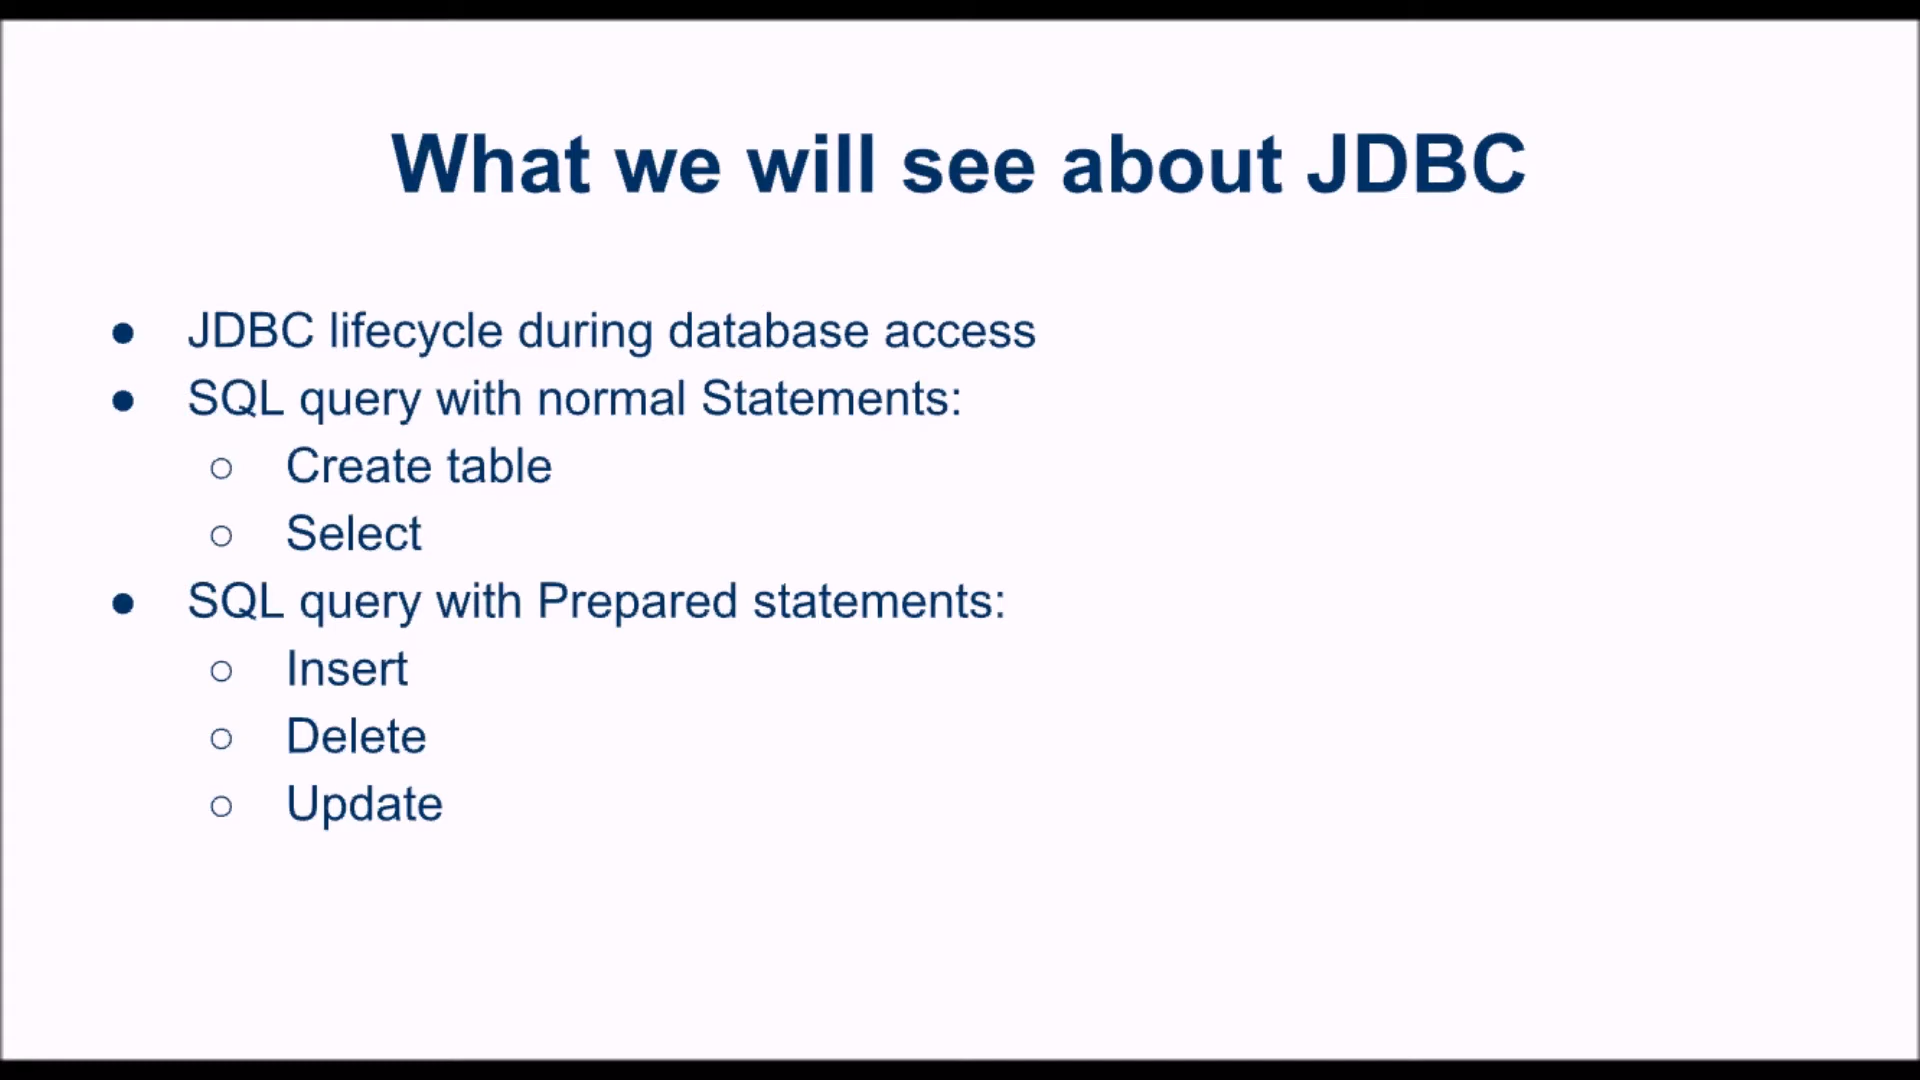 What we will see about JDBC
● JDBC lifecycle during database access
● SQL query with normal Statements:
○ Create table
○ Select
● SQL query with Prepared statements:
○ Insert
○ Delete
○ Update